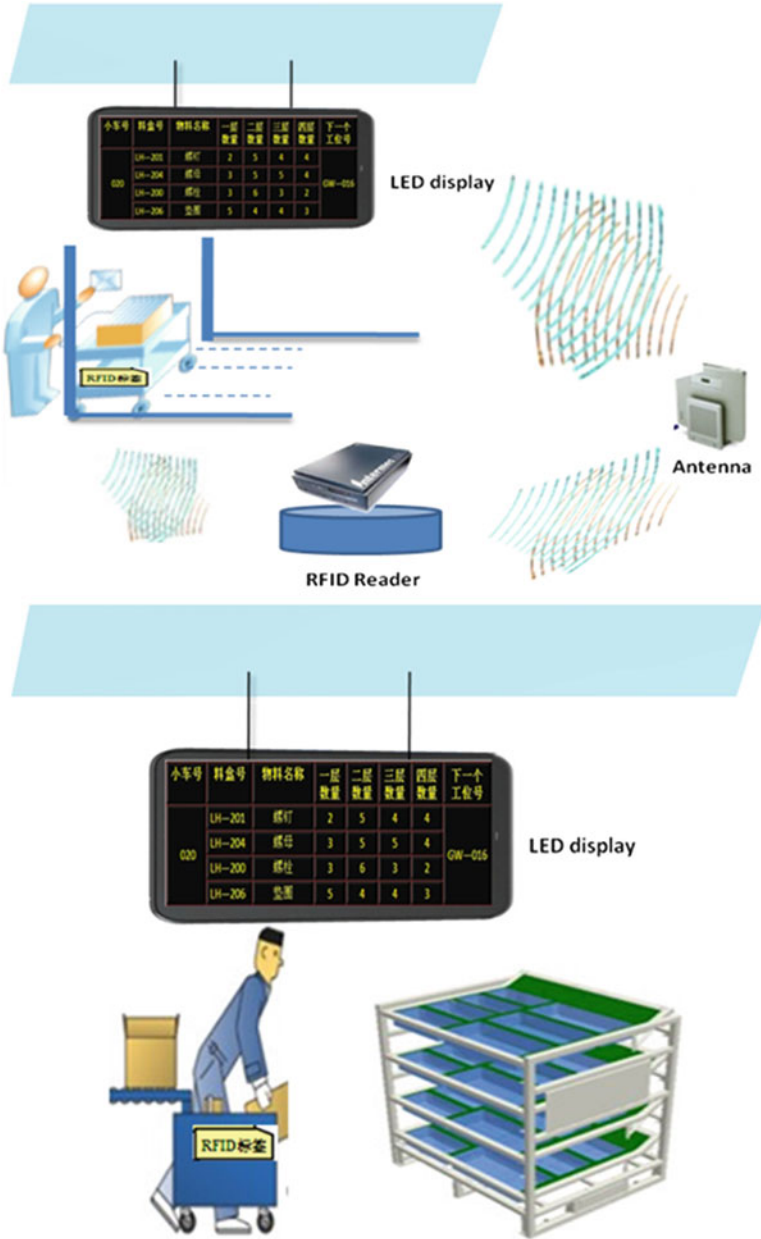 小车号 料盒号 物料名称 一层数量 二层数量 三层数量 四层数量 下一个工位号
LH-201 螺钉 2 5 4 4
LH-204 螺母 3 5 5 4
020 GW-016
LH-200 螺栓 3 6 3 2
LH-206 垫圈 5 4 4 3
LED display
RFID标签
Antenna
Intermec
RFID Reader
小车号 料盒号 物料名称 一层数量 二层数量 三层数量 四层数量 下一个工位号
LH-201 螺钉 2 5 4 4
LH-204 螺母 3 5 5 4
020 GW-016
LH-200 螺栓 3 6 3 2
LH-206 垫圈 5 4 4 3
LED display
RFID标签